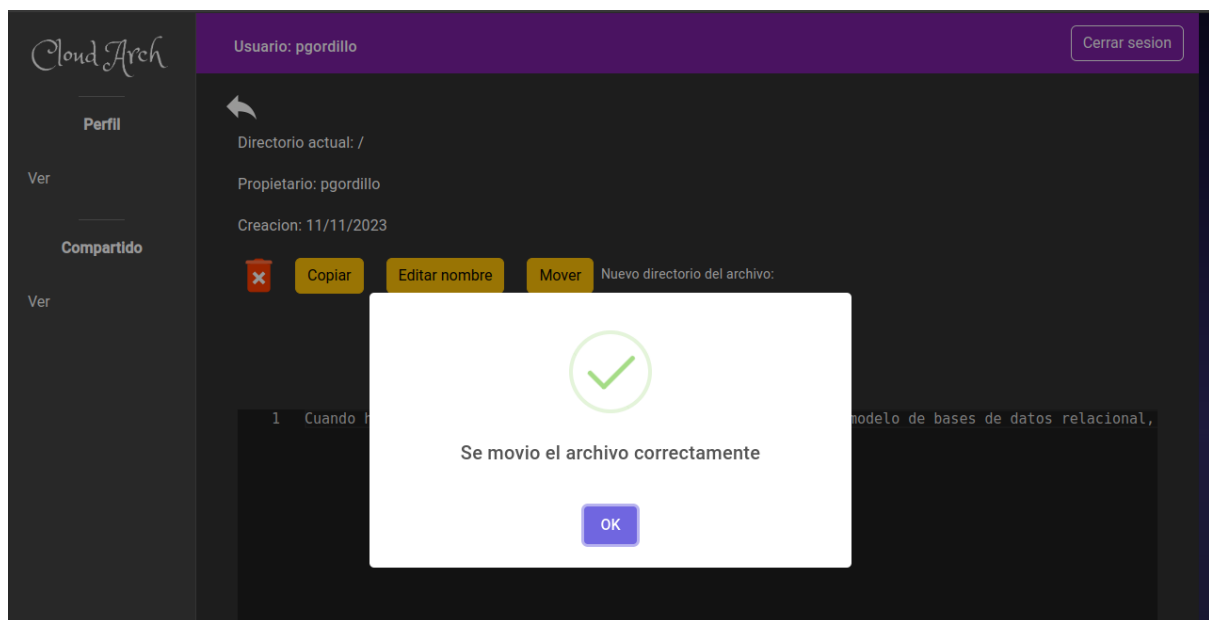 Cloud Arch
Usuario: pgordillo
Cerrar sesion
Perfil
Ver
Compartido
Ver
Directorio actual: /
Propietario: pgordillo
Creacion: 11/11/2023
Copiar
Editar nombre
Mover
Nuevo directorio del archivo:
1 Cuando modelo de bases de datos relacional,
Se movio el archivo correctamente
OK